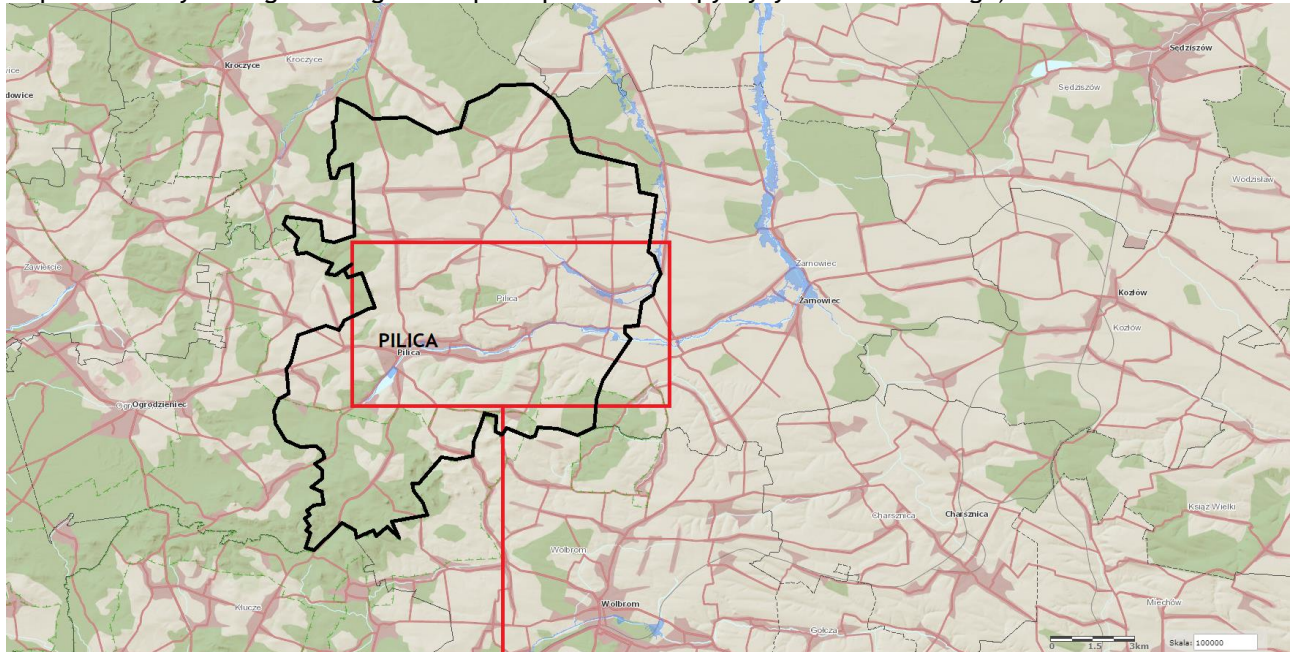 Sędziszów
Kroczyce
Kroczyce
Sędziszów
Wodzisław
Zawiercie
Żarnowiec
Żarnowiec
Kozłów
Kozłów
Pilica
PILICA
Pilica
Ogrodzieniec
Charsznica
Charsznica
Książ Wielki
Wolbrom
Wolbrom
Klucze
Miechów
Gołcza
0 1.5 3km
Skala: 100000